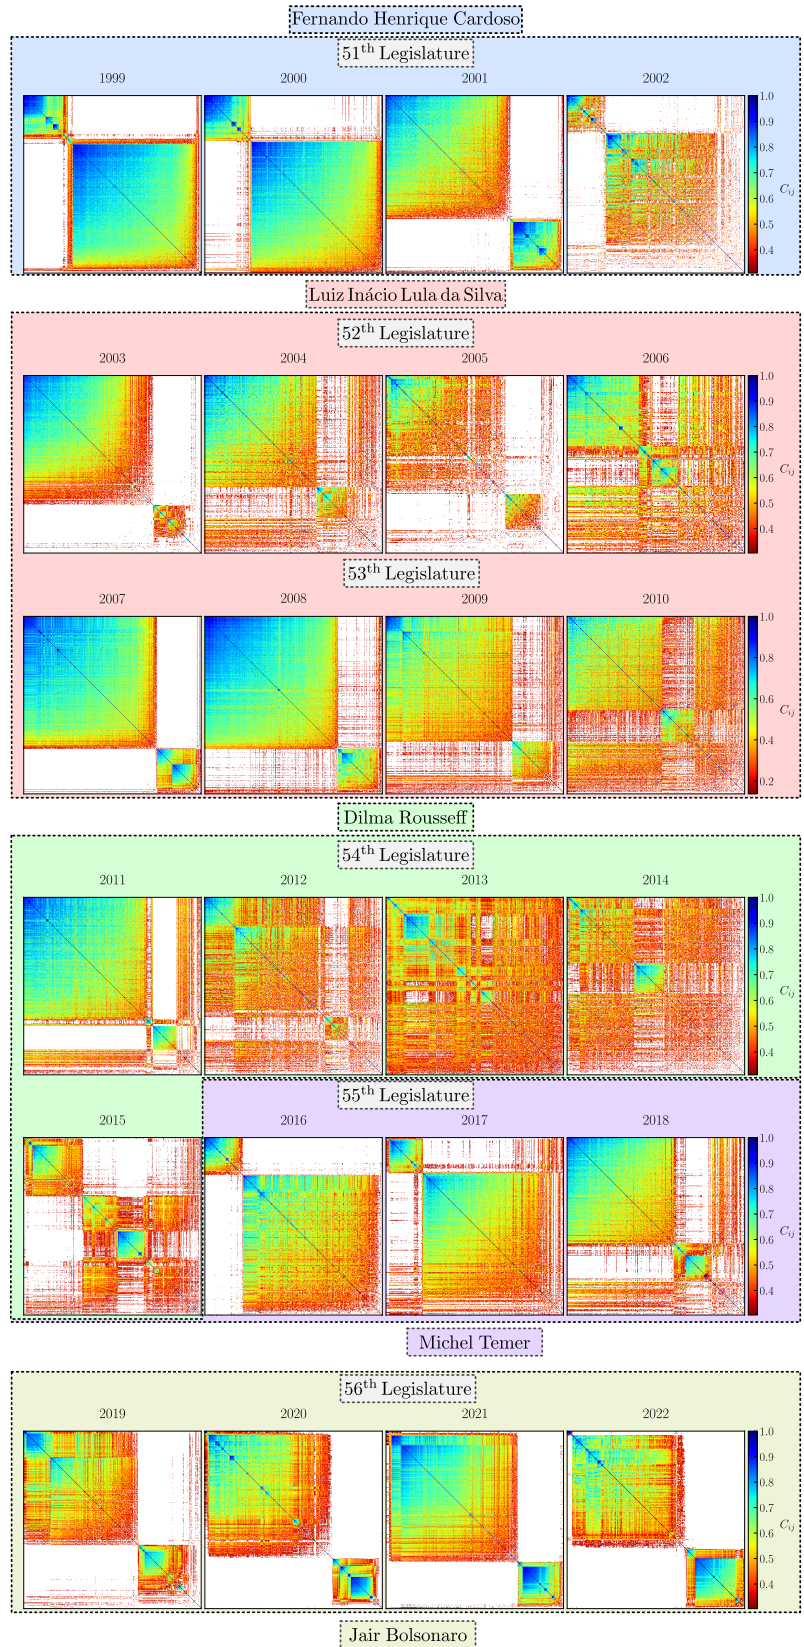 Fernando Henrique Cardoso
51th Legislature
1999 2000 2001 2002
1.0
0.9
0.8
0.7
0.6
0.5
0.4
Cij
Luiz Inácio Lula da Silva
52th Legislature
2003 2004 2005 2006
1.0
0.9
0.8
0.7
0.6
0.5
0.4
Cij
53th Legislature
2007 2008 2009 2010
1.0
0.8
0.6
0.4
0.2
Cij
Dilma Rousseff
54th Legislature
2011 2012 2013 2014
1.0
0.9
0.8
0.7
0.6
0.5
0.4
Cij
55th Legislature
2015 2016 2017 2018
1.0
0.9
0.8
0.7
0.6
0.5
0.4
Cij
Michel Temer
56th Legislature
2019 2020 2021 2022
1.0
0.9
0.8
0.7
0.6
0.5
0.4
Cij
Jair Bolsonaro